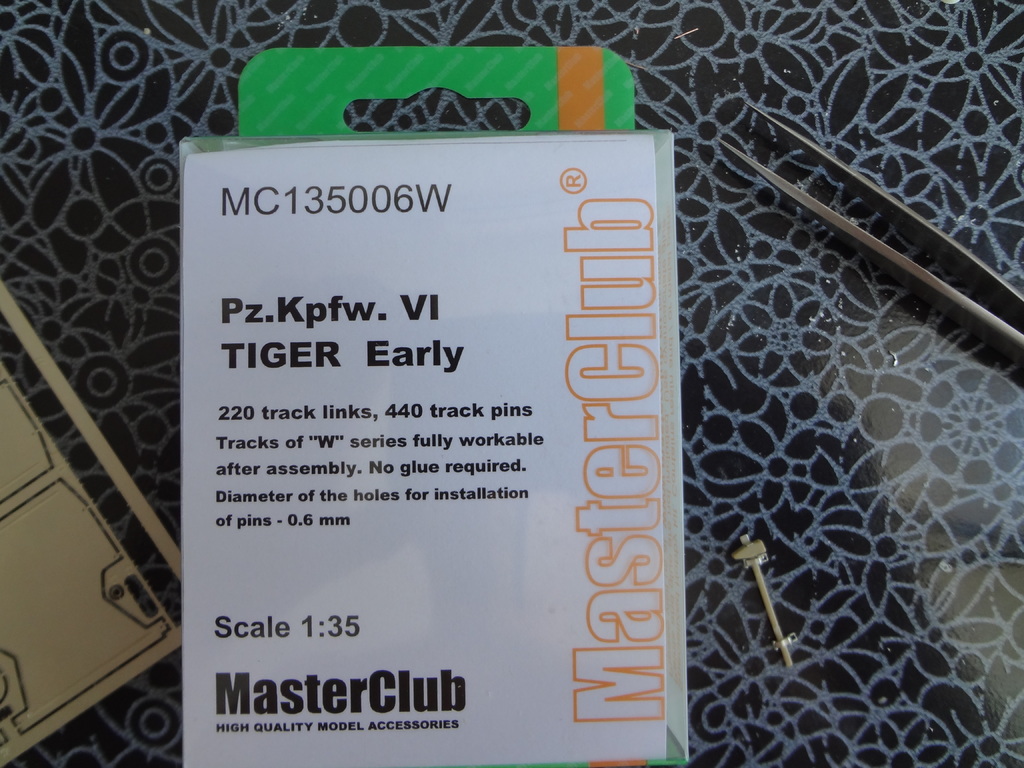 MC135006W
Pz.Kpfw. VI
TIGER Early
220 track links, 440 track pins
Tracks of "W" series fully workable
after assembly. No glue required.
Diameter of the holes for installation
of pins - 0.6 mm
Scale 1:35
MasterClub
HIGH QUALITY MODEL ACCESSORIES
MasterClub®